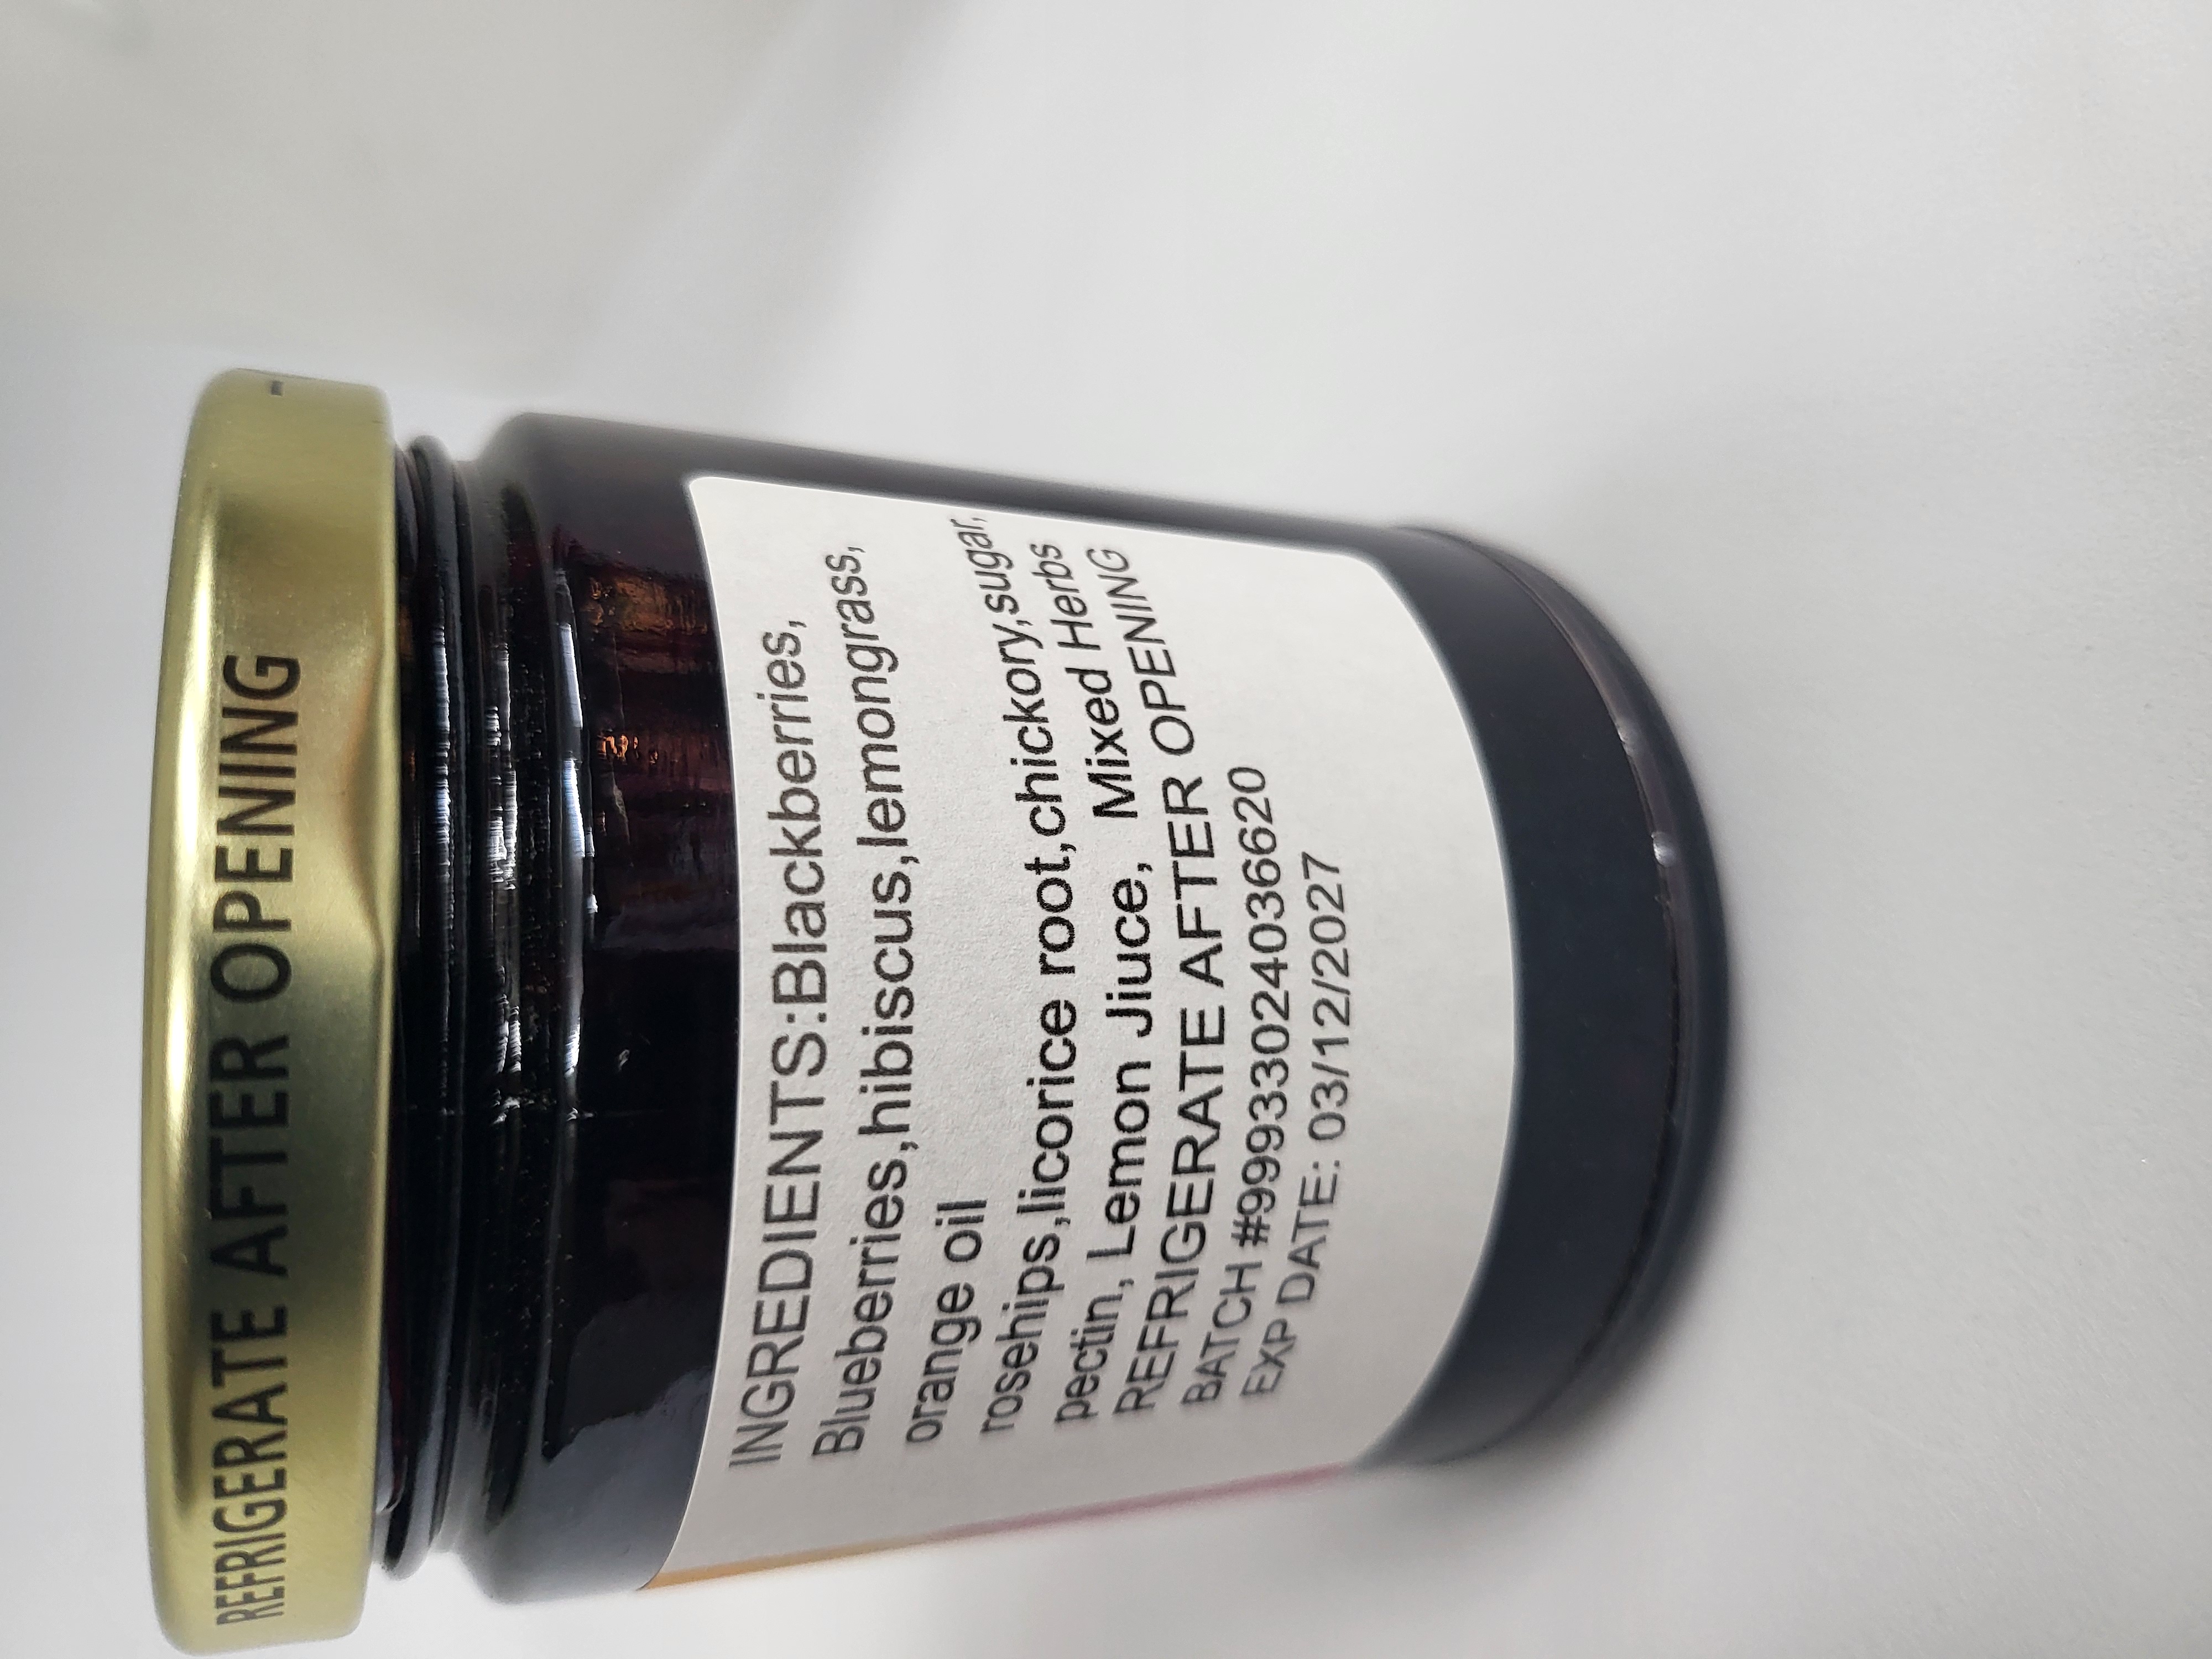 REFRIGERATE AFTER OPENING
INGREDIENTS:Blackberries,
Blueberries,hibiscus,lemongrass,
orange oil
rosehips,licorice root,chickory,sugar,
pectin, Lemon Jiuce, Mixed Herbs
REFRIGERATE AFTER OPENING
BATCH #99933024036620
EXP DATE: 03/12/2027